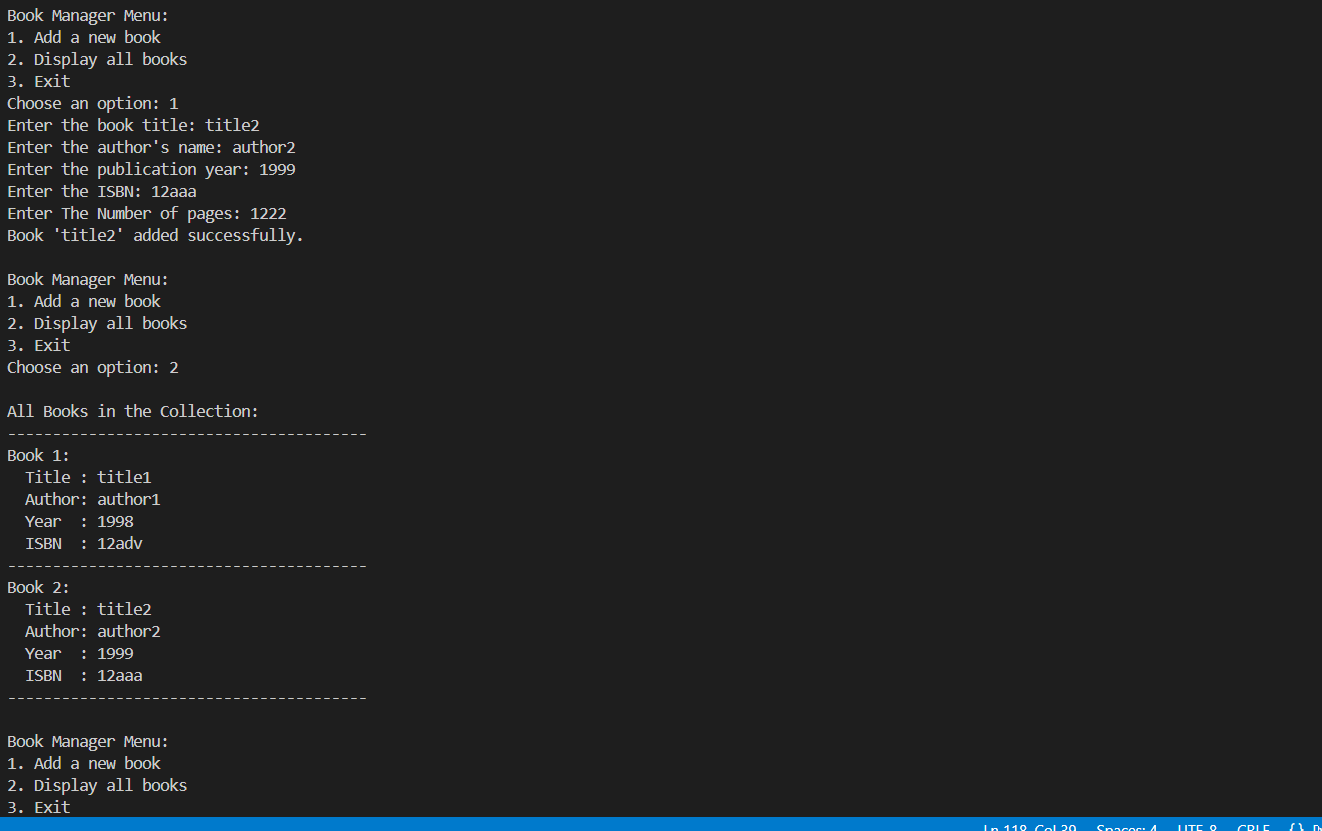 Book Manager Menu:
1. Add a new book
2. Display all books
3. Exit
Choose an option: 1
Enter the book title: title2
Enter the author's name: author2
Enter the publication year: 1999
Enter the ISBN: 12aaa
Enter The Number of pages: 1222
Book 'title2' added successfully.
Book Manager Menu:
1. Add a new book
2. Display all books
3. Exit
Choose an option: 2
All Books in the Collection:
----------------------------------------
Book 1:
  Title : title1
  Author: author1
  Year  : 1998
  ISBN  : 12adv
----------------------------------------
Book 2:
  Title : title2
  Author: author2
  Year  : 1999
  ISBN  : 12aaa
----------------------------------------
Book Manager Menu:
1. Add a new book
2. Display all books
3. Exit
Ln 118, Col 39 Spaces: 4 UTF-8 CRLF {}